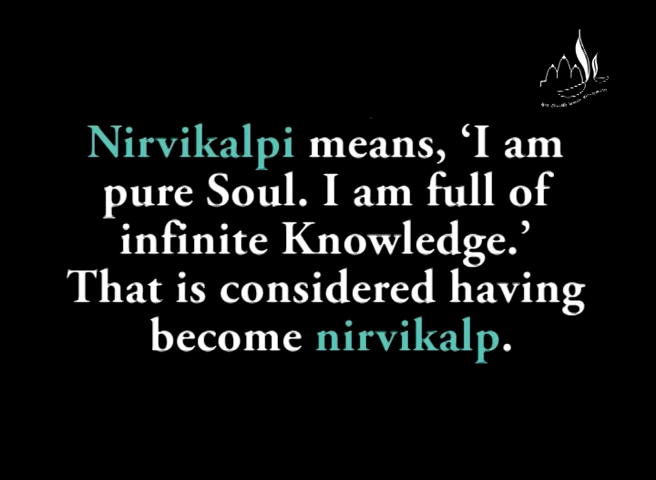 Nirvikalpi means, ‘I am
pure Soul. I am full of
infinite Knowledge.’
That is considered having
become nirvikalp.